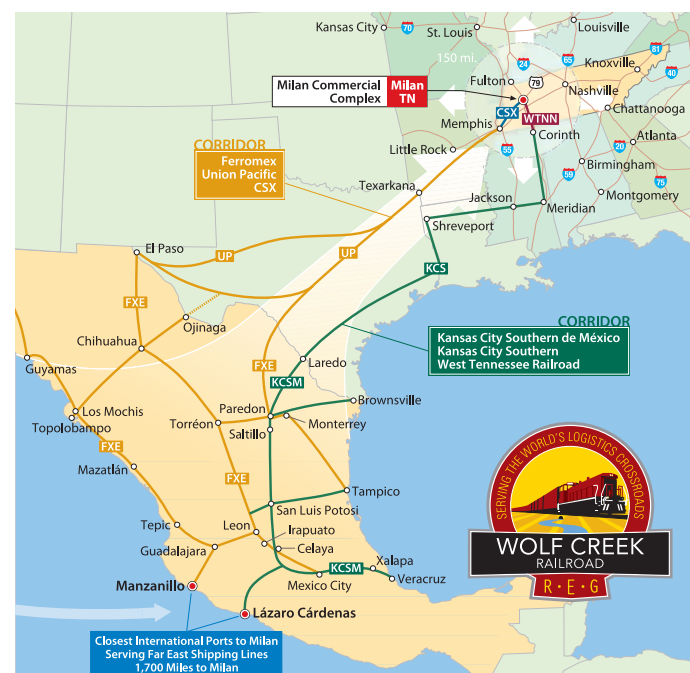 Kansas City
70
St. Louis
Louisville
150 mi.
24
65
81
Knoxville
40
Fulton
79
Nashville
Milan Commercial
Complex
Milan
TN
CSX
WTNN
Chattanooga
Memphis
Corinth
Atlanta
20
Little Rock
55
Birmingham
59
75
CORRIDOR
Ferromex
Union Pacific
CSX
Texarkana
Jackson
Montgomery
Meridian
Shreveport
El Paso
UP
UP
KCS
FXE
Ojinaga
CORRIDOR
Kansas City Southern de México
Kansas City Southern
West Tennessee Railroad
Chihuahua
Guyamas
FXE
Laredo
KCSM
Brownsville
Los Mochis
Topolobampo
Paredon
Torréon
Saltillo
Monterrey
FXE
FXE
Mazatlán
Tampico
San Luis Potosi
Tepic
Leon
Irapuato
Guadalajara
Celaya
Xalapa
KCSM
Manzanillo
Mexico City
Veracruz
Lázaro Cárdenas
Closest International Ports to Milan
Serving Far East Shipping Lines
1,700 Miles to Milan
SERVING THE WORLD'S LOGISTICS CROSSROADS
WOLF CREEK
RAILROAD
R • E • G